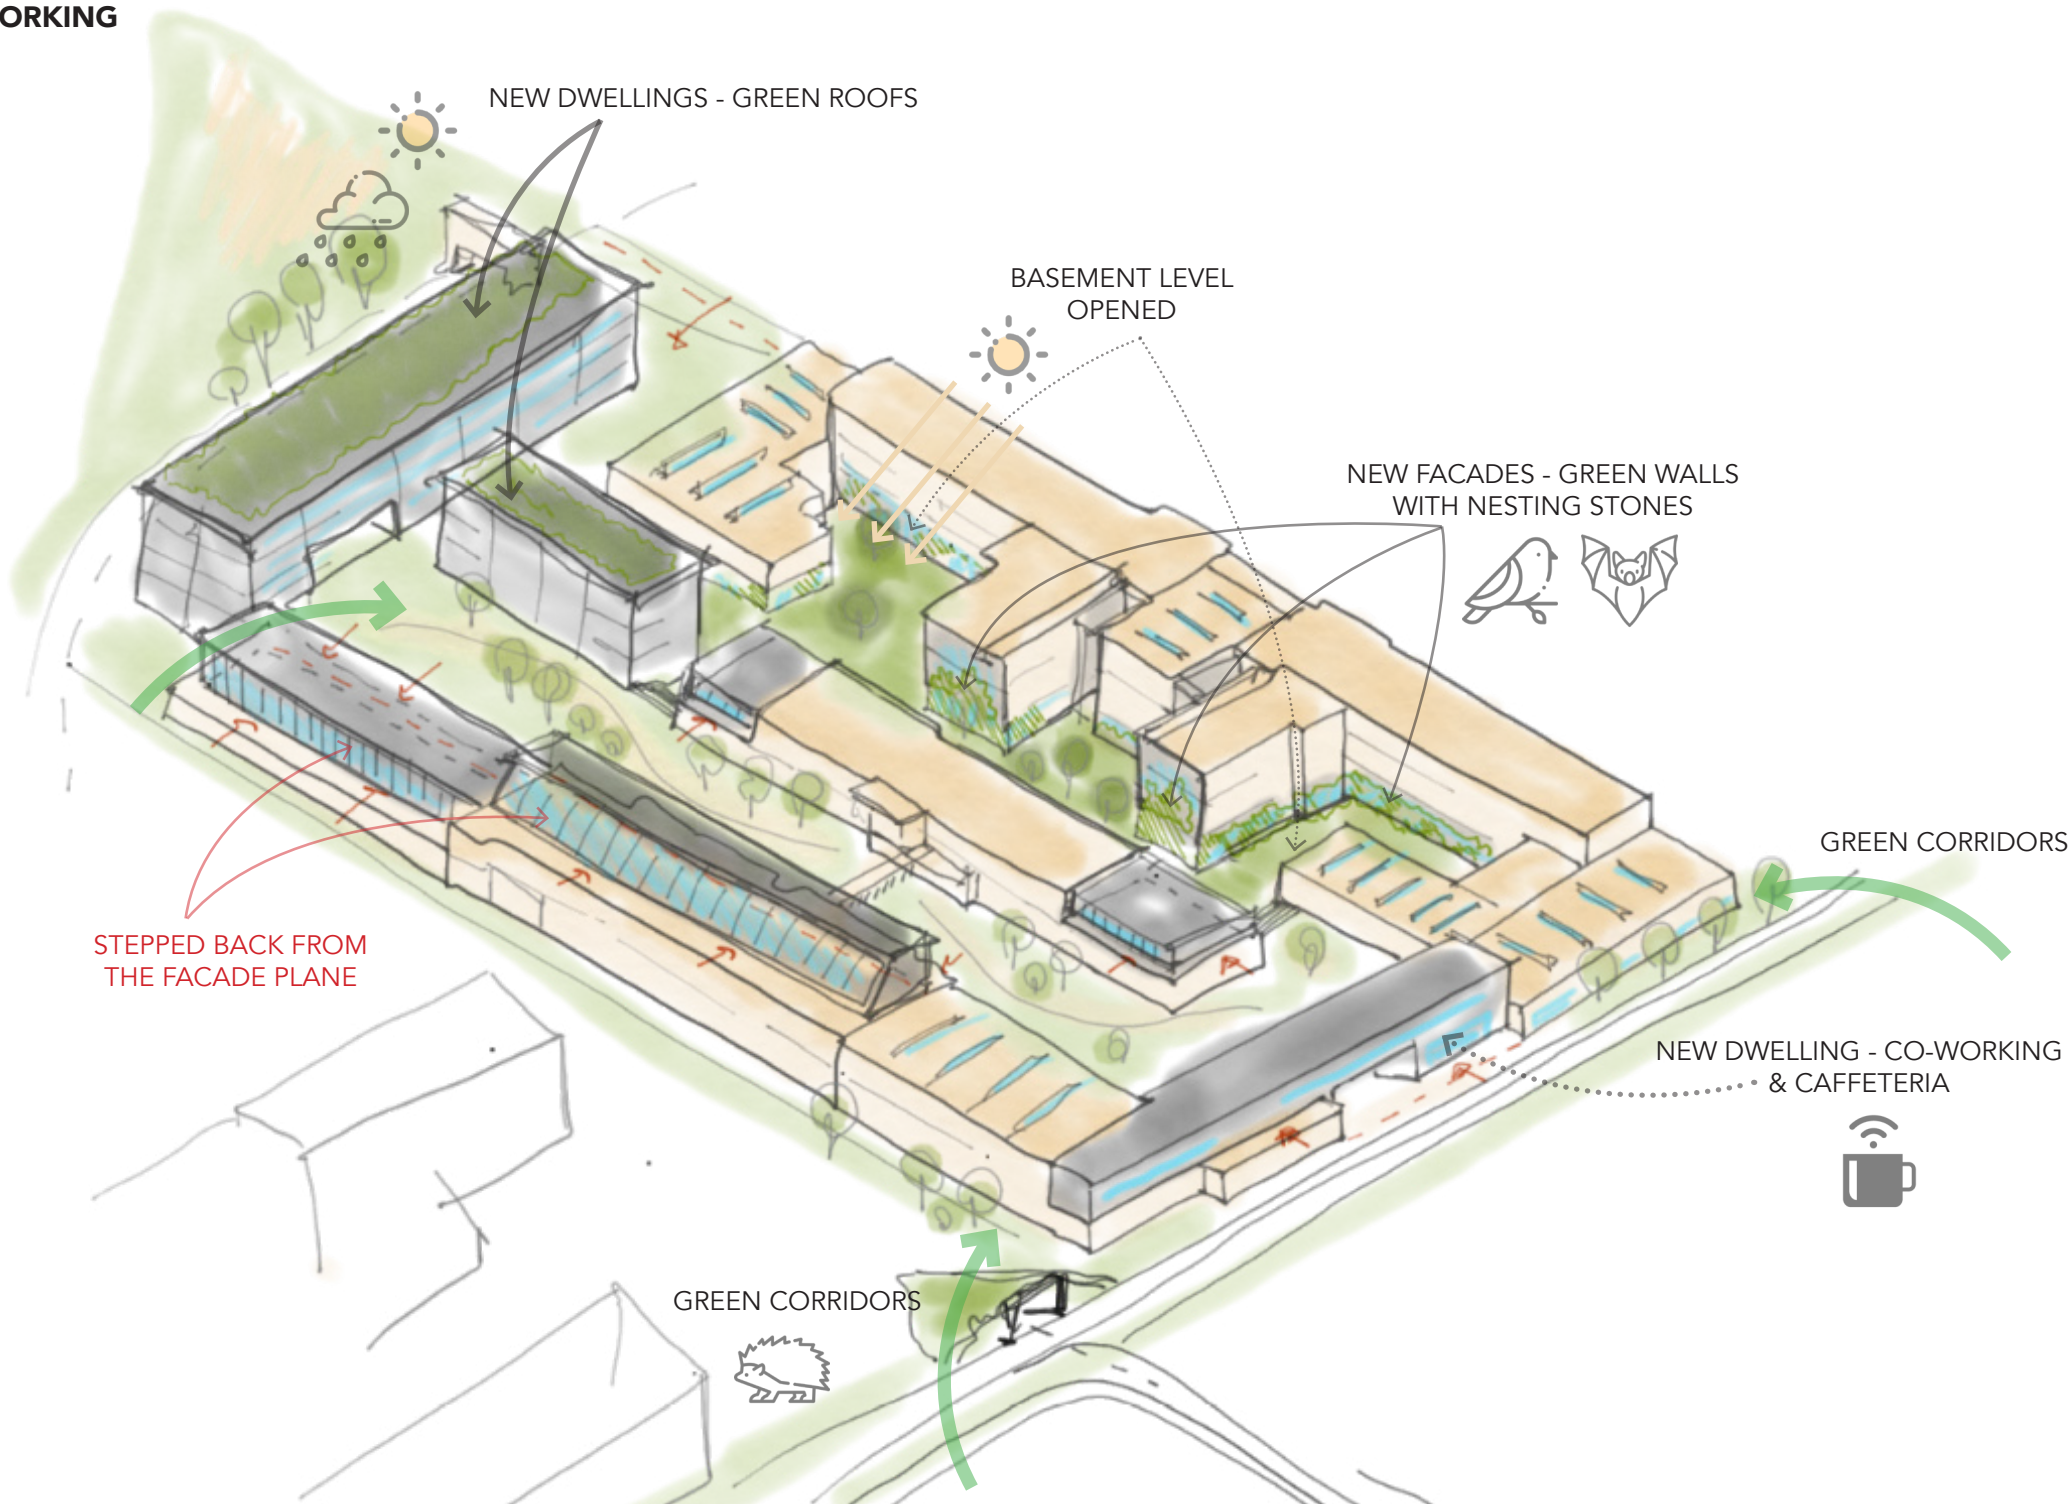 ORKING
NEW DWELLINGS - GREEN ROOFS
BASEMENT LEVEL
OPENED
NEW FACADES - GREEN WALLS
WITH NESTING STONES
GREEN CORRIDORS
STEPPED BACK FROM
THE FACADE PLANE
NEW DWELLING - CO-WORKING
& CAFFETERIA
GREEN CORRIDORS